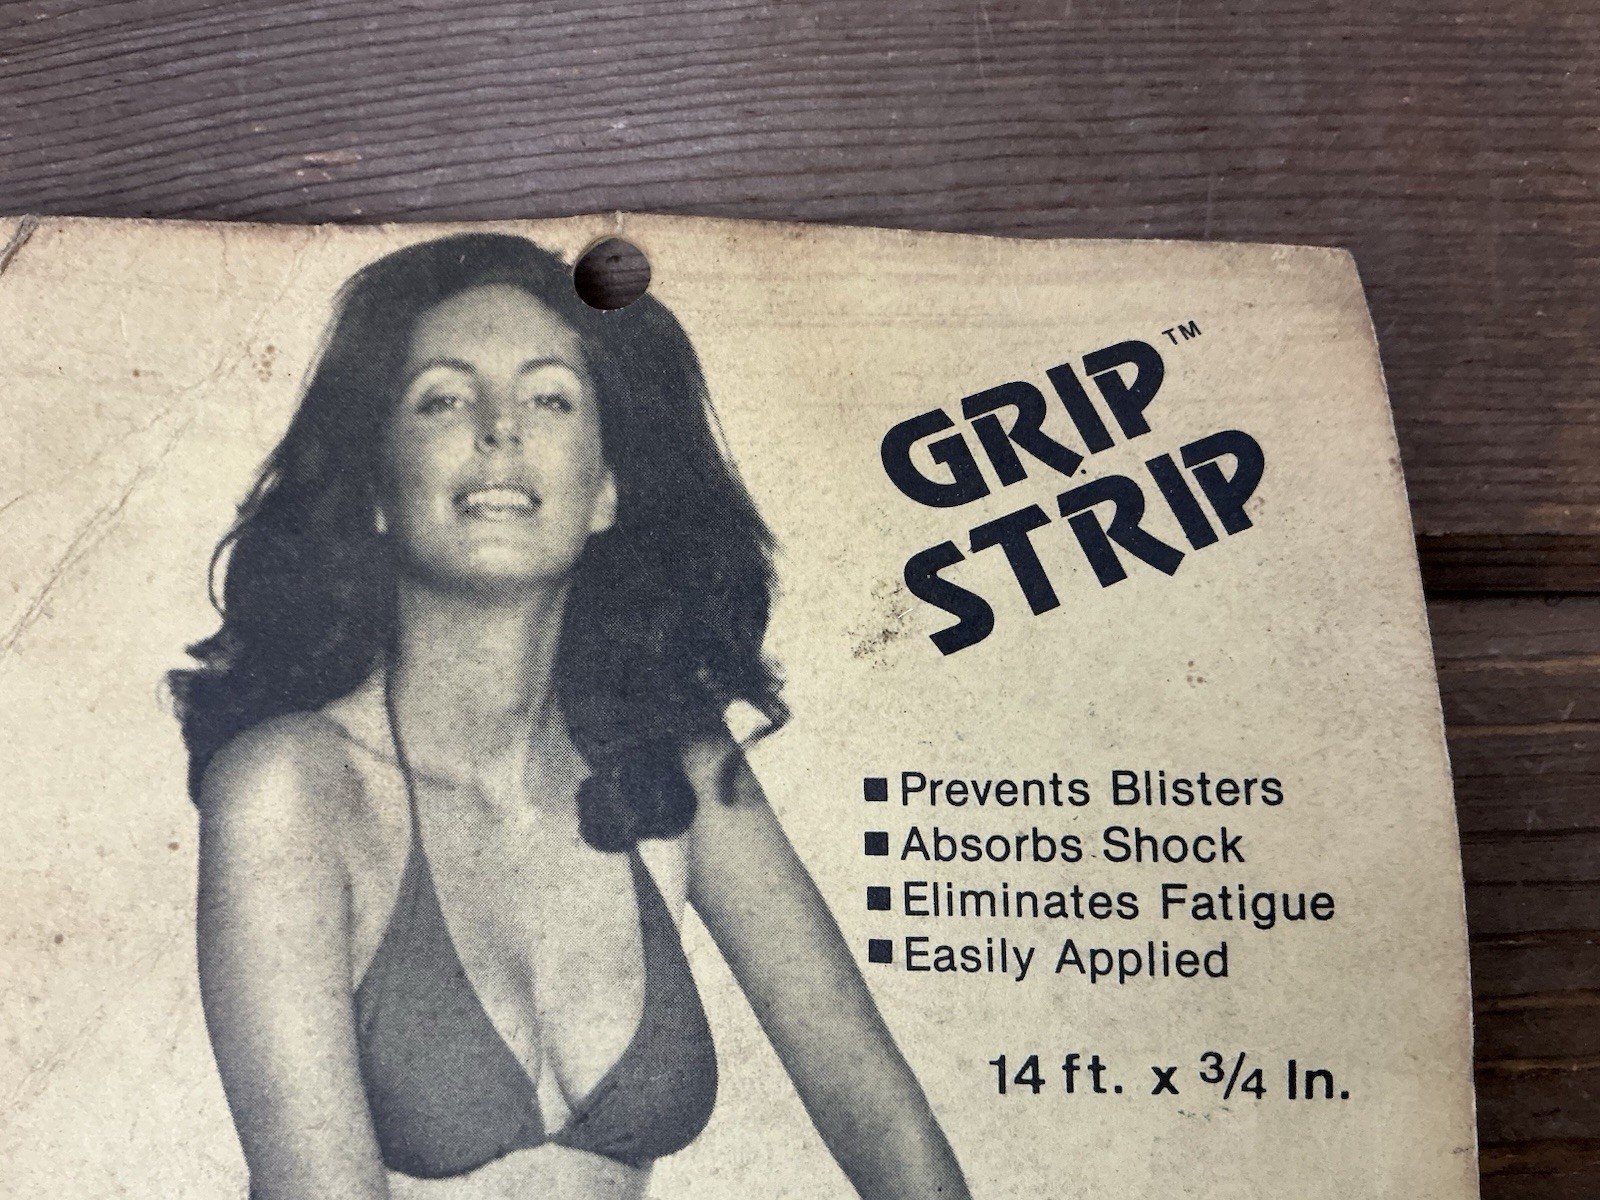 GRIP™
STRIP
■ Prevents Blisters
■ Absorbs Shock
■ Eliminates Fatigue
■ Easily Applied
14 ft. x 3/4 In.